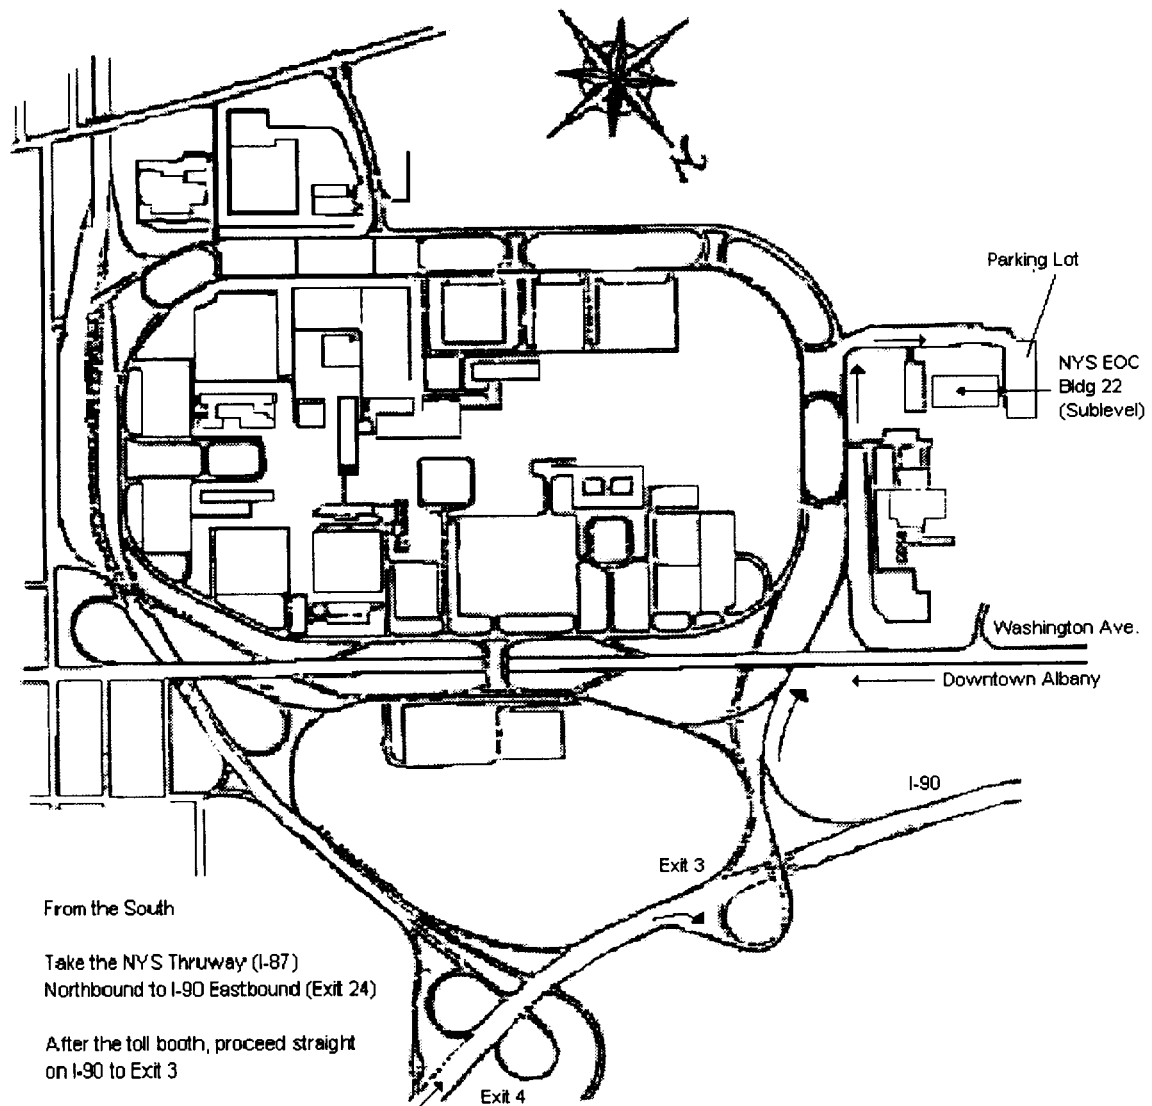 N
Parking Lot
NYS EOC
Bldg 22
(Sublevel)
Washington Ave.
Downtown Albany
I-90
Exit 3
From the South
Take the NYS Thruway (I-87)
Northbound to I-90 Eastbound (Exit 24)
After the toll booth, proceed straight
on I-90 to Exit 3
Exit 4